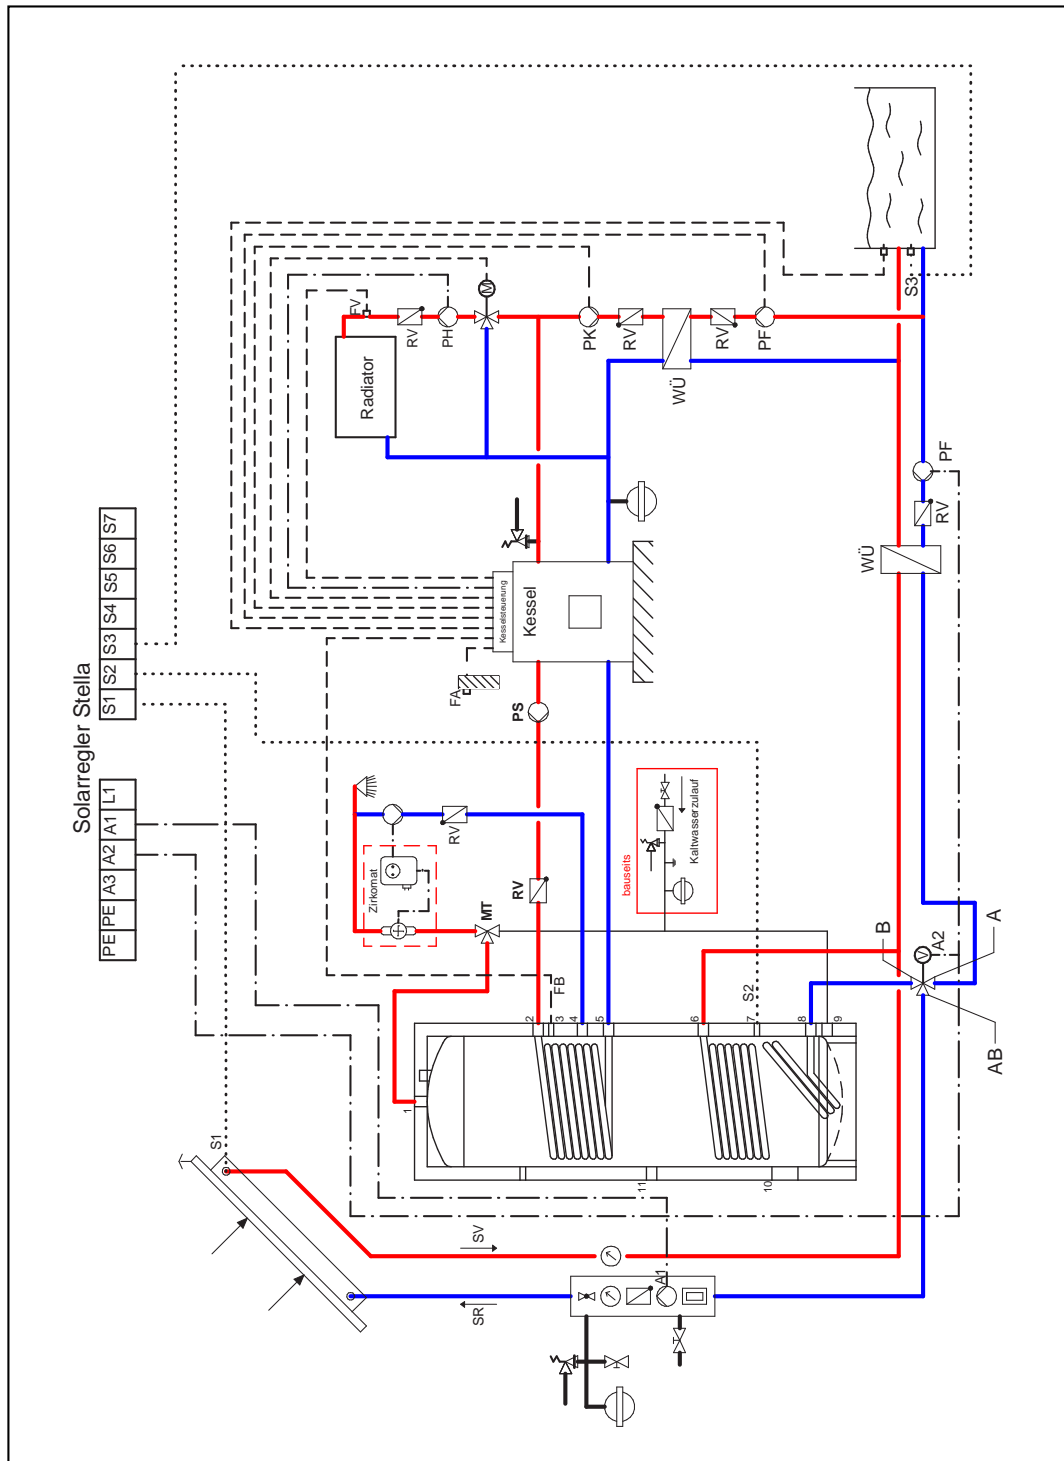 Solarregler Stella
PE PE A3 A2 A1 L1
S1 S2 S3 S4 S5 S6 S7
S3
FV
RV
PH
M
Radiator
PK
RV
RV
PF
WÜ
PF
RV
WÜ
Kesselsteuerung
Kessel
FA
PS
Zirkomat
RV
MT
RV
bauseits
Kaltwasserzulauf
FB
S2
B
A
A2
V
AB
1
2
3
4
5
6
7
8
9
10
11
S1
SV
SR
A1